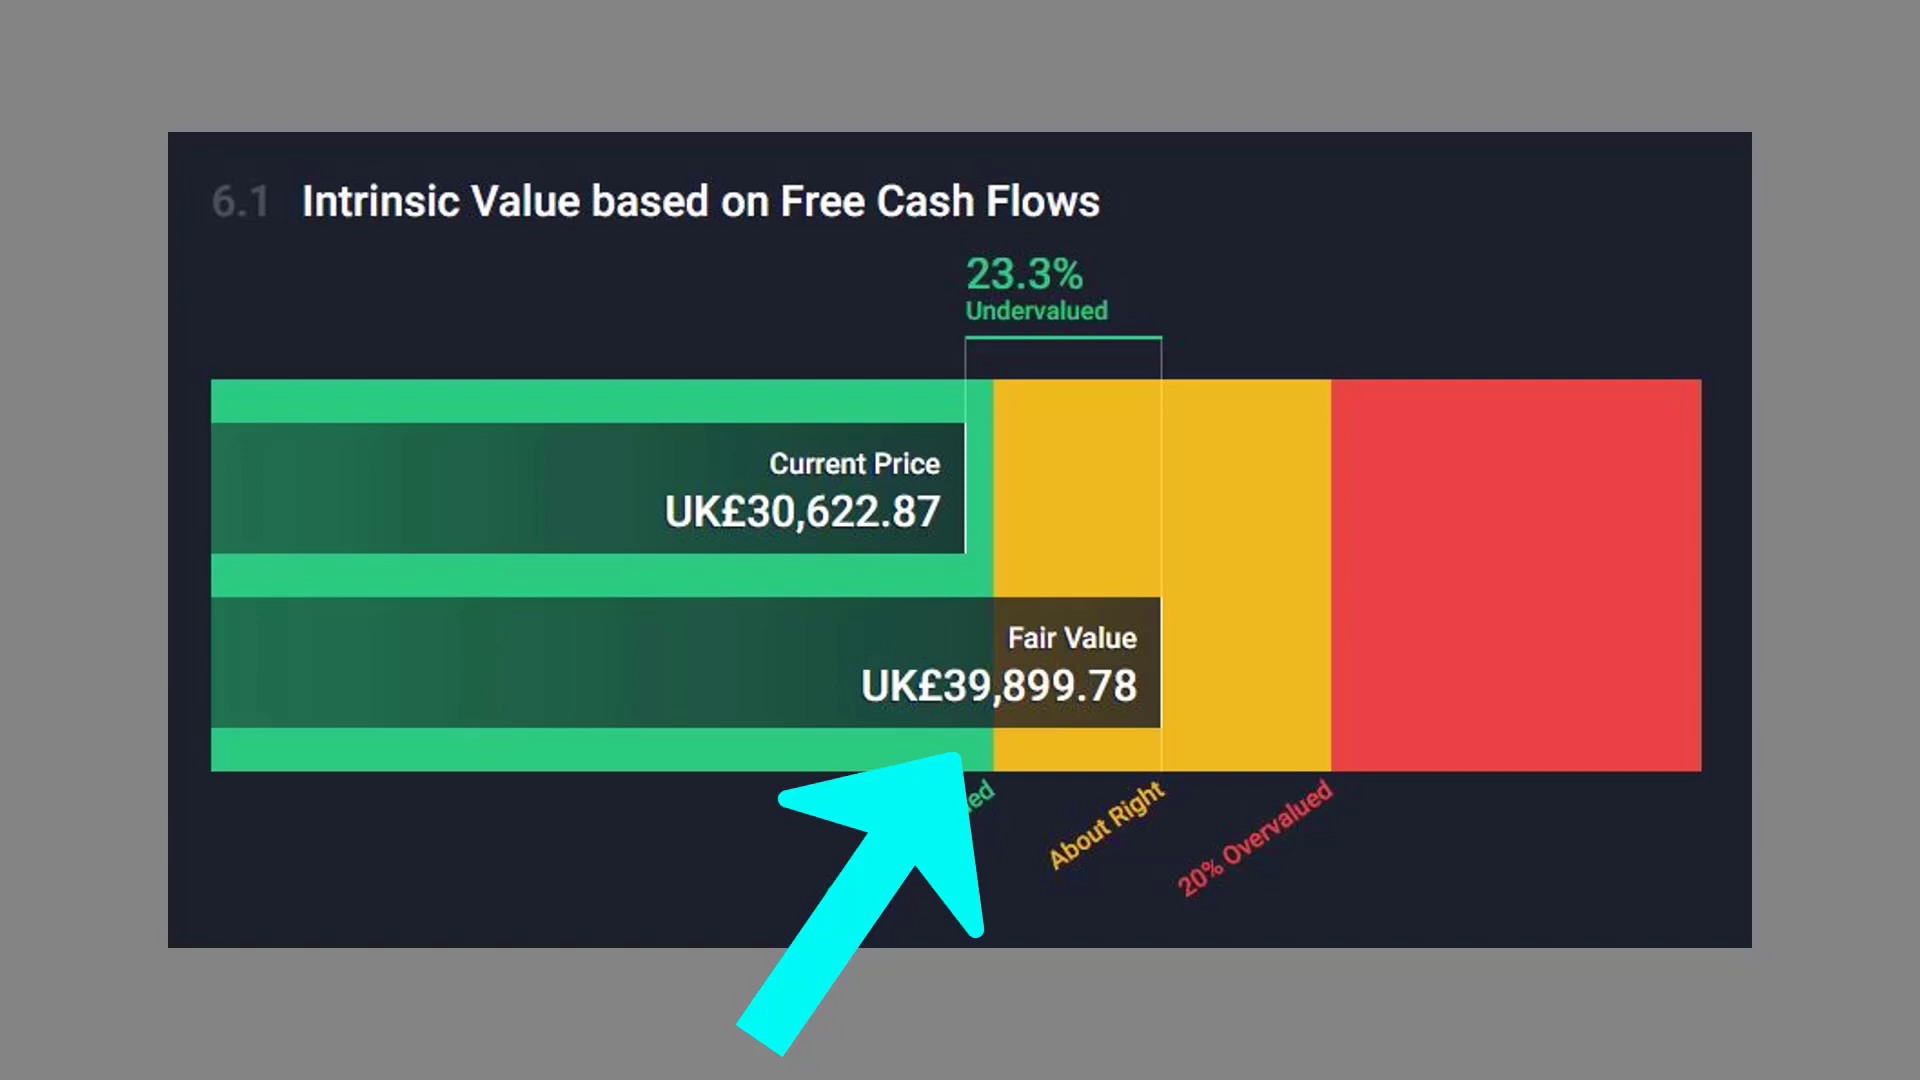 6.1 Intrinsic Value based on Free Cash Flows
23.3%
Undervalued
Current Price
UK£30,622.87
Fair Value
UK£39,899.78
About Right
20% Overvalued